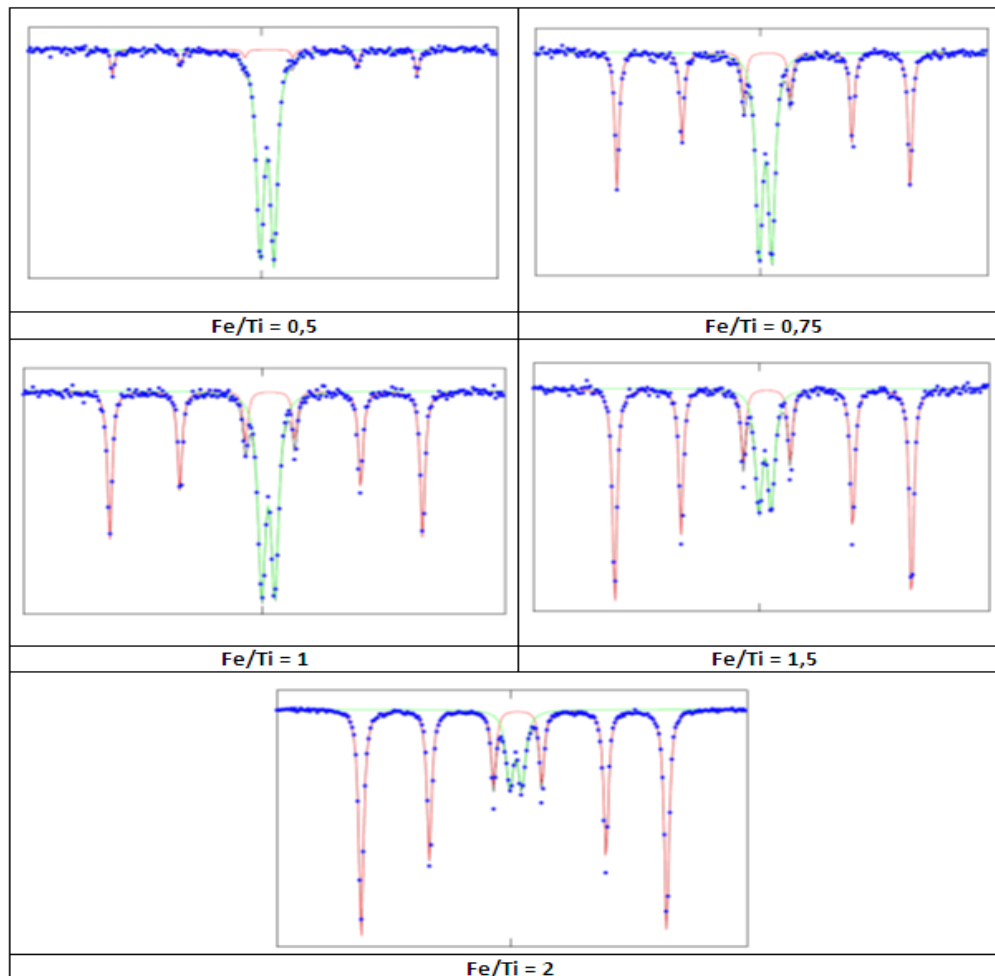 Fe/Ti = 0,5
Fe/Ti = 0,75
Fe/Ti = 1
Fe/Ti = 1,5
Fe/Ti = 2